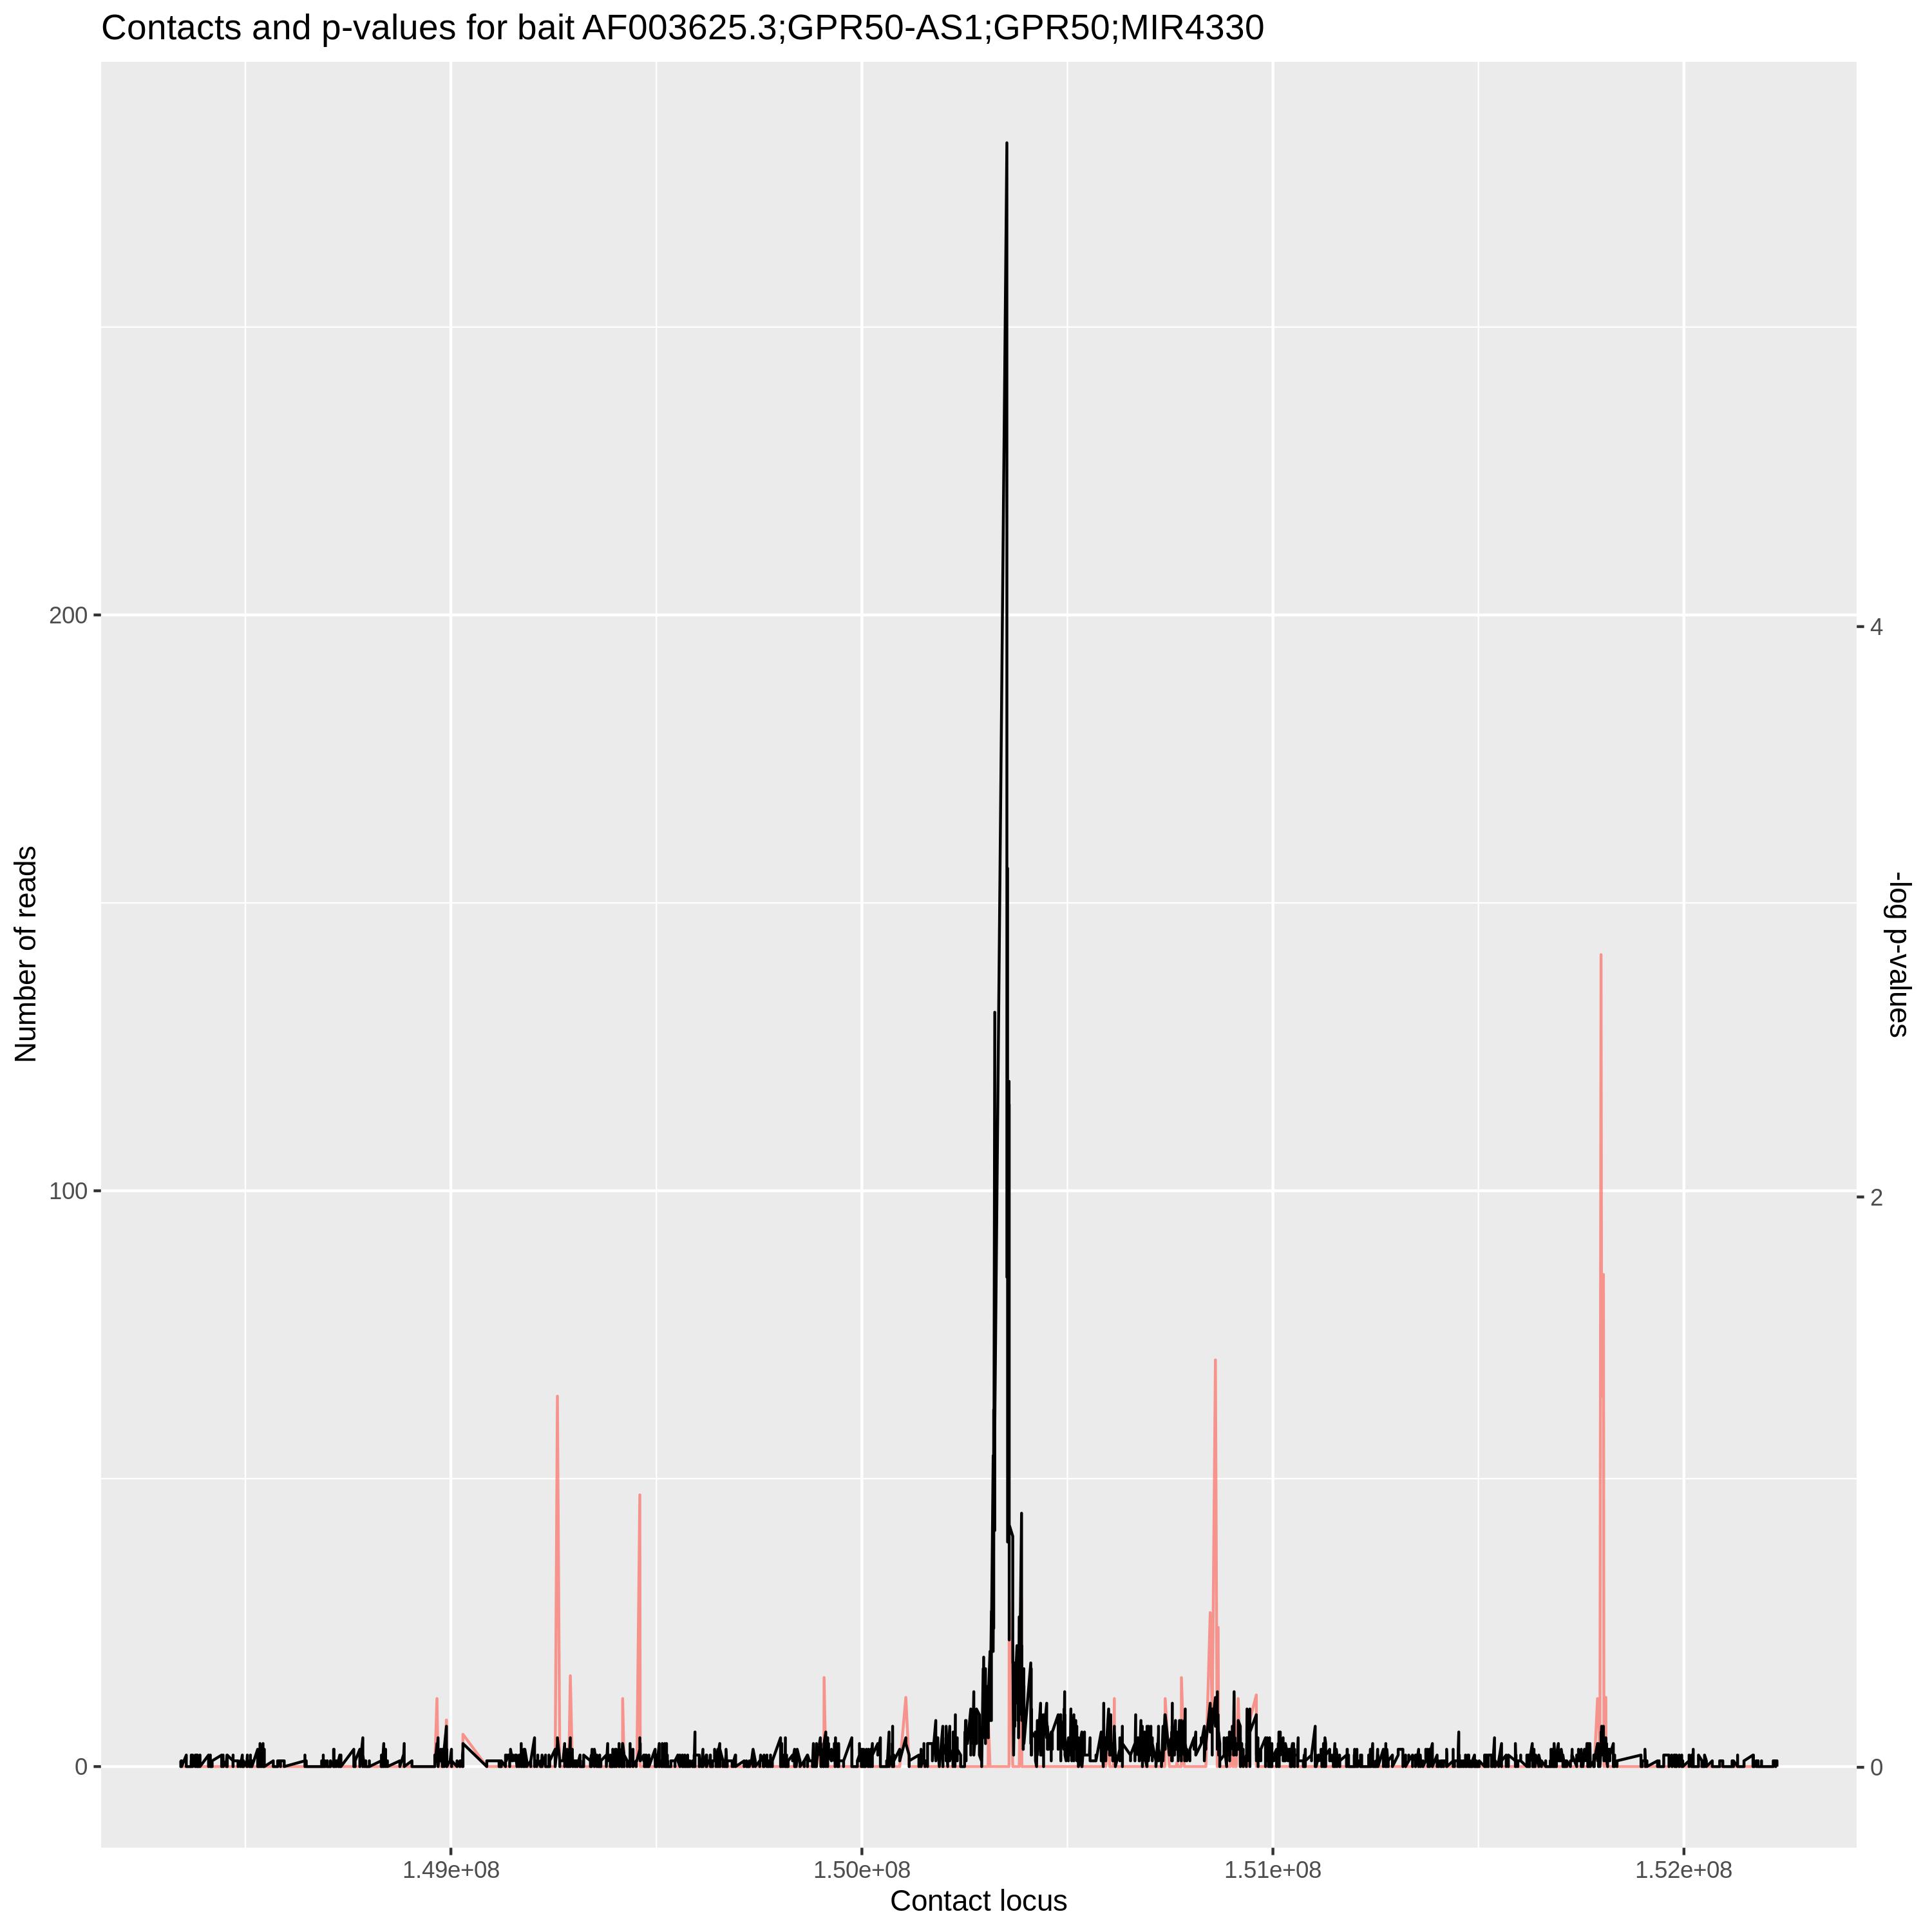 Contacts and p-values for bait AF003625.3;GPR50-AS1;GPR50;MIR4330
Number of reads
200
100
0
4
2
0
-log p-values
1.49e+08
1.50e+08
1.51e+08
1.52e+08
Contact locus